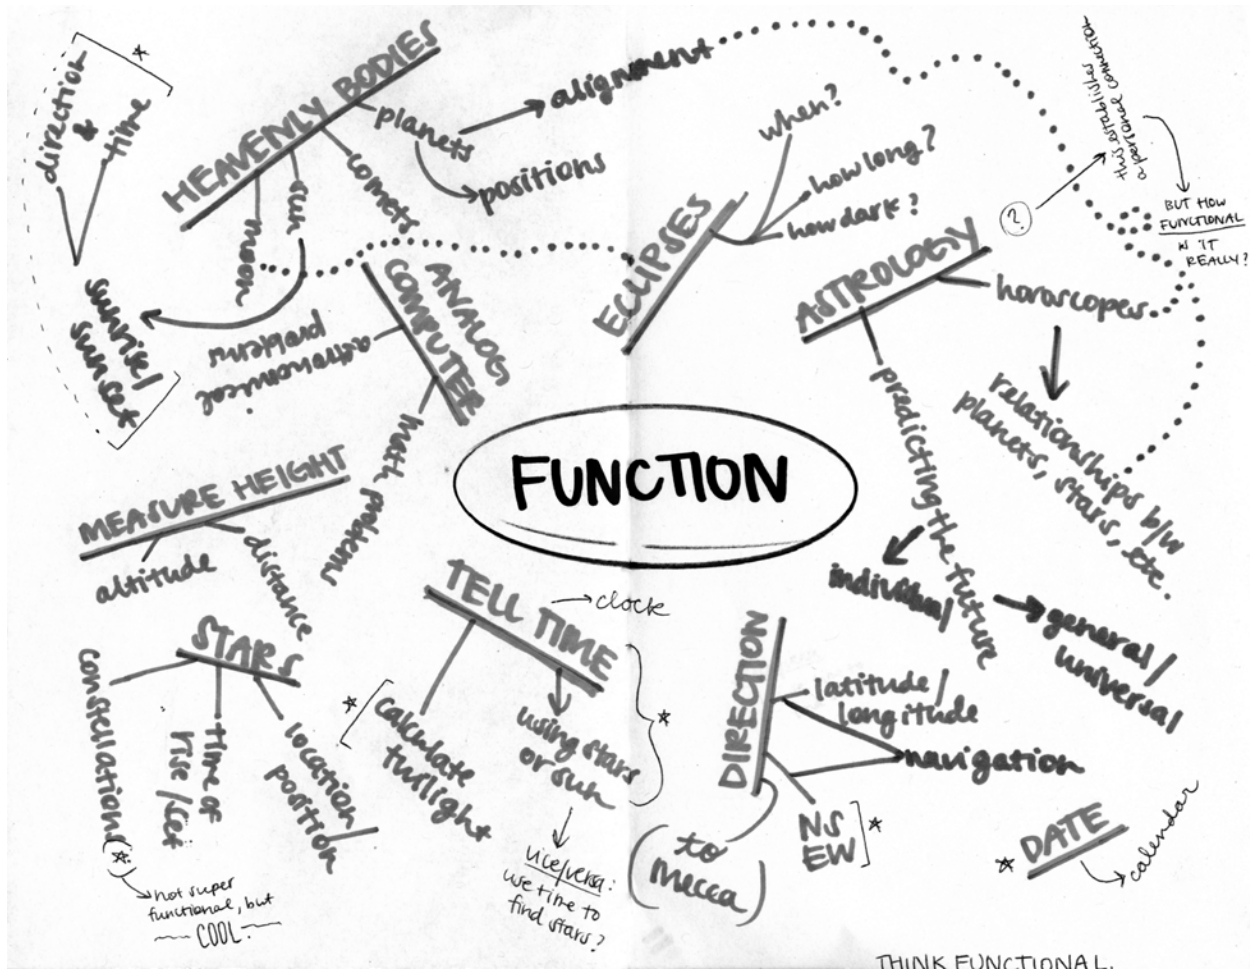 direction
&
time
*
HEAVENLY BODIES
planets
alignment
positions
comets
sun
moon
sunrise/
sunset
ANALOG
COMPUTER
astronomical
problems
math problems
ECLIPSES
when?
how long?
how dark?
ASTROLOGY
?
this establishes
a personal connection
BUT HOW
FUNCTIONAL
IS IT
REALLY?
horoscopes
relationships b/w
planets, stars, etc.
predicting the future
individual
general/
universal
FUNCTION
MEASURE HEIGHT
altitude
distance
STARS
constellations (*)
not super
functional, but
COOL.
time of
rise/set
location/
position
TELL TIME
clock
*
calculate
twilight
using stars
or sun
*
vice/versa:
use time to
find stars?
DIRECTION
latitude/
longitude
navigation
NS
EW
*
(to
mecca)
* DATE
calendar
THINK FUNCTIONAL.